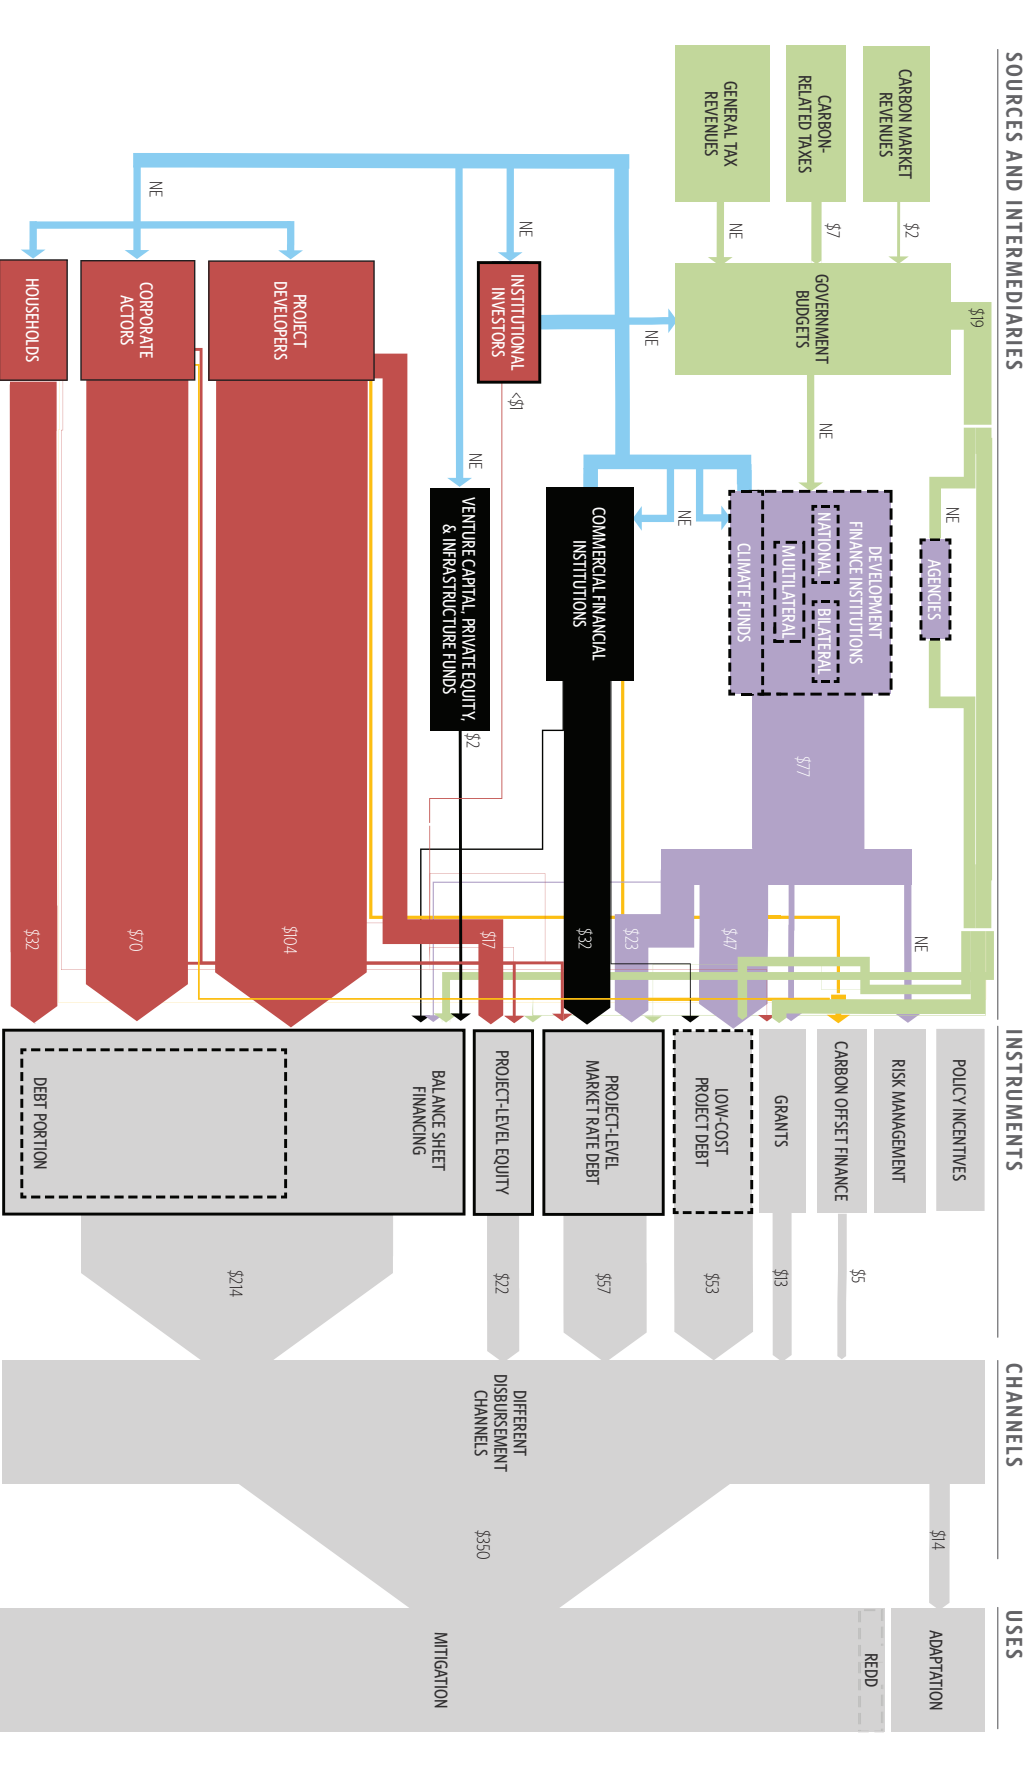 SOURCES AND INTERMEDIARIES
INSTRUMENTS
CHANNELS
USES
CARBON MARKET
REVENUES
$2
CARBON-
RELATED TAXES
$7
GENERAL TAX
REVENUES
NE
GOVERNMENT
BUDGETS
$19
NE
NE
AGENCIES
NE
DEVELOPMENT
FINANCE INSTITUTIONS
NATIONAL
BILATERAL
MULTILATERAL
CLIMATE FUNDS
$77
NE
$47
$23
NE
COMMERCIAL FINANCIAL
INSTITUTIONS
$32
NE
INSTITUTIONAL
INVESTORS
<$1
NE
VENTURE CAPITAL, PRIVATE EQUITY,
& INFRASTRUCTURE FUNDS
$2
$17
PROJECT
DEVELOPERS
$104
NE
CORPORATE
ACTORS
$70
HOUSEHOLDS
$32
POLICY INCENTIVES
RISK MANAGEMENT
CARBON OFFSET FINANCE
$5
GRANTS
$13
LOW-COST
PROJECT DEBT
$53
PROJECT-LEVEL
MARKET RATE DEBT
$57
PROJECT-LEVEL EQUITY
$22
BALANCE SHEET
FINANCING
DEBT PORTION
$214
DIFFERENT
DISBURSEMENT
CHANNELS
$14
$350
ADAPTATION
REDD
MITIGATION